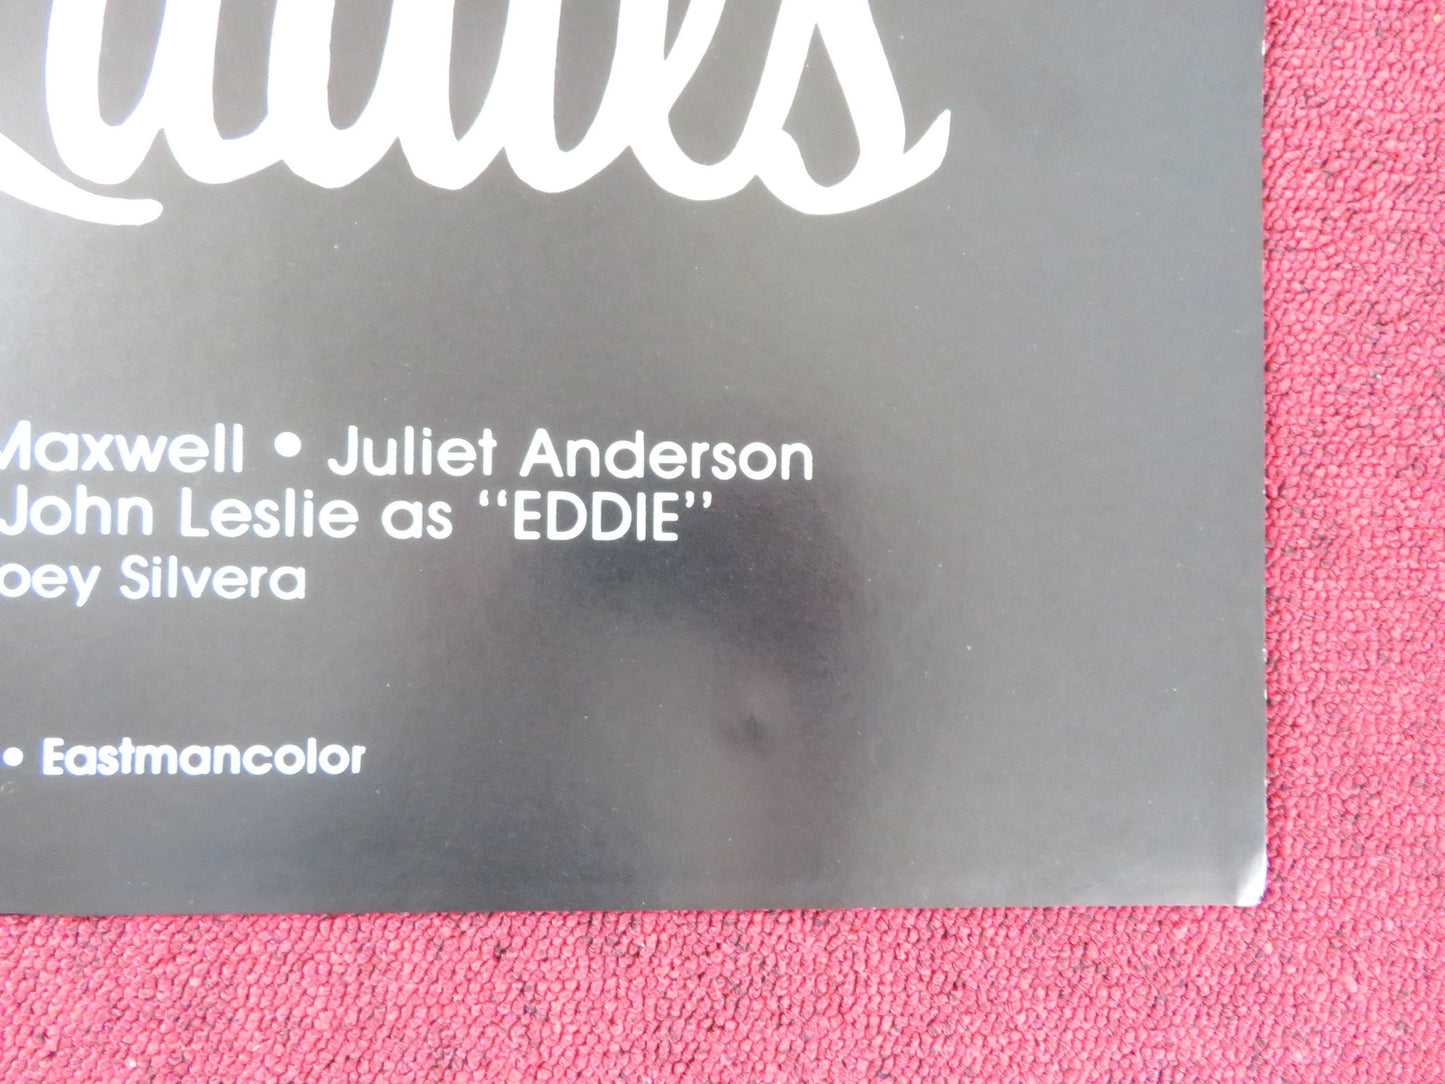 Maxwell • Juliet Anderson
John Leslie as “EDDIE”
oey Silvera
• Eastmancolor